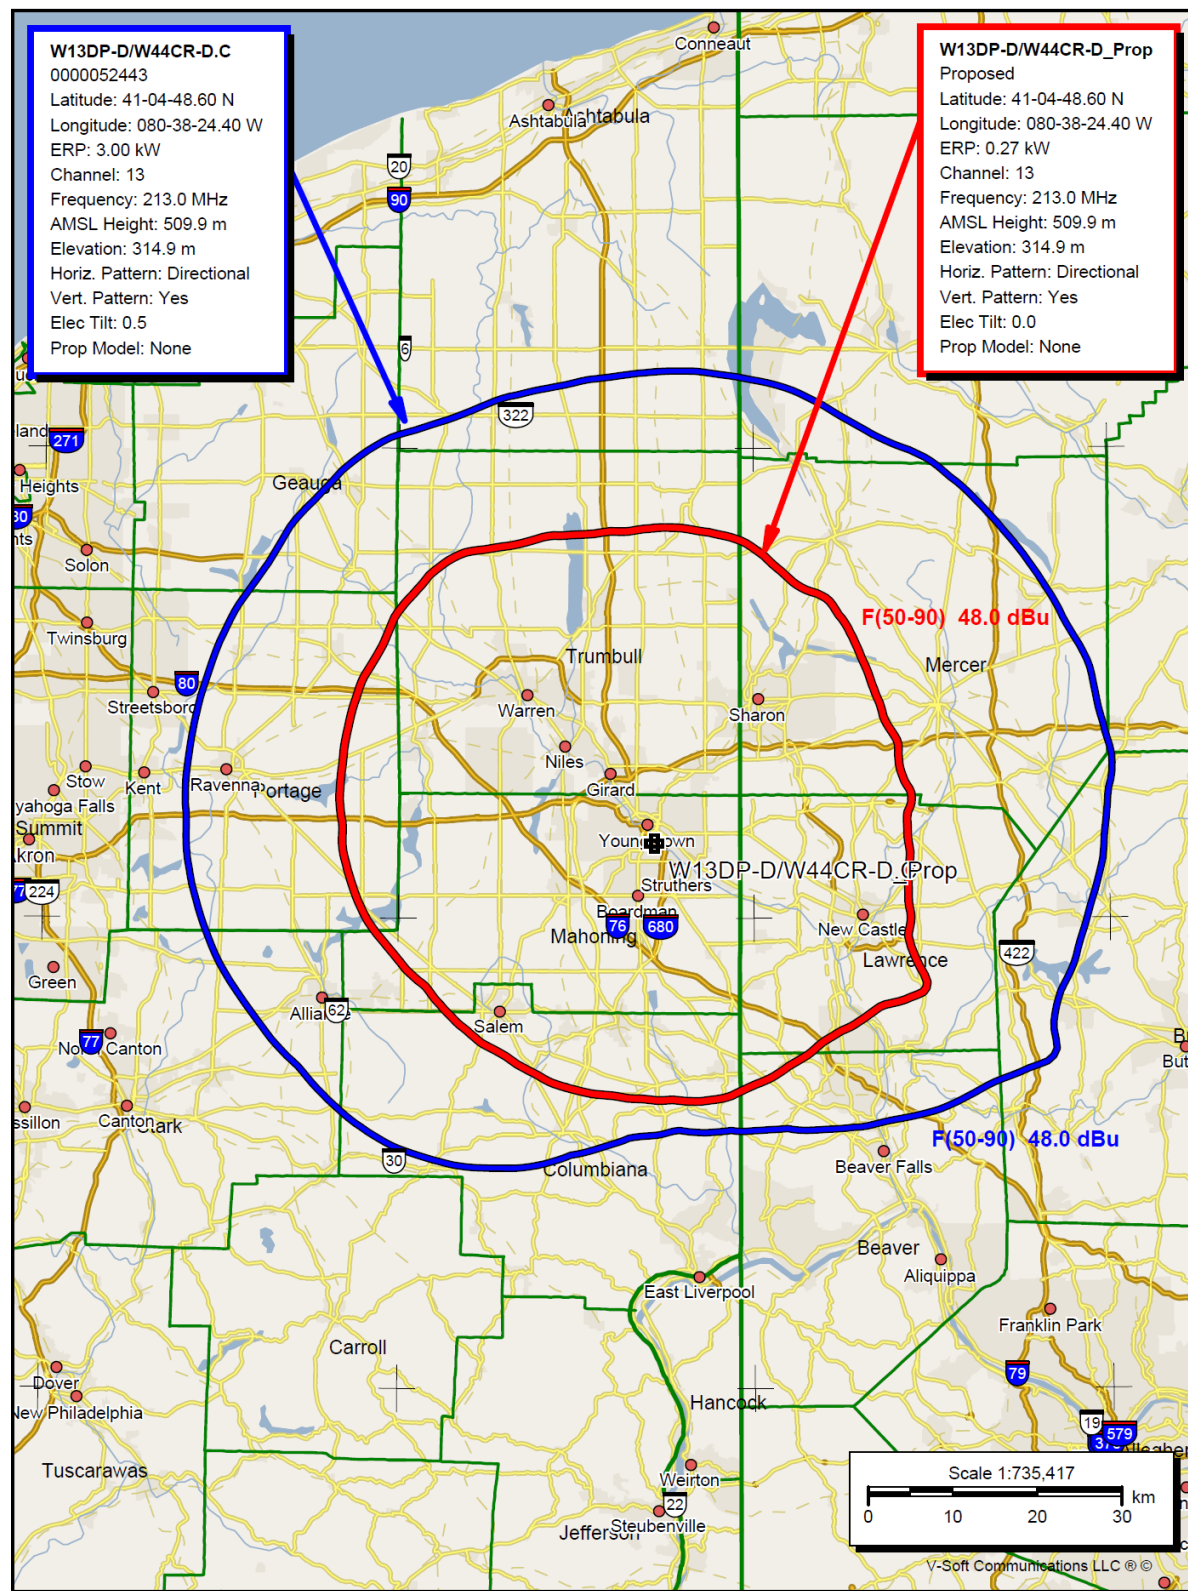 W13DP-D/W44CR-D.C
0000052443
Latitude: 41-04-48.60 N
Longitude: 080-38-24.40 W
ERP: 3.00 kW
Channel: 13
Frequency: 213.0 MHz
AMSL Height: 509.9 m
Elevation: 314.9 m
Horiz. Pattern: Directional
Vert. Pattern: Yes
Elec Tilt: 0.5
Prop Model: None
W13DP-D/W44CR-D_Prop
Proposed
Latitude: 41-04-48.60 N
Longitude: 080-38-24.40 W
ERP: 0.27 kW
Channel: 13
Frequency: 213.0 MHz
AMSL Height: 509.9 m
Elevation: 314.9 m
Horiz. Pattern: Directional
Vert. Pattern: Yes
Elec Tilt: 0.0
Prop Model: None
Conneaut
Ashtabula
Ashtabula
20
90
6
322
271
Heights
Geauga
Solon
F(50-90) 48.0 dBu
Twinsburg
Trumbull
Mercer
80
Streetsboro
Warren
Sharon
Niles
Stow
Kent
Ravenna
Portage
Girard
yahoga Falls
Summit
Akron
Youngstown
W13DP-D/W44CR-D_Prop
77
224
Struthers
Boardman
76
680
Mahoning
New Castle
Lawrence
422
Green
Alliance
62
Salem
77
North Canton
Canton
Stark
ssillon
F(50-90) 48.0 dBu
30
Columbiana
Beaver Falls
Beaver
Aliquippa
East Liverpool
Franklin Park
Carroll
79
Dover
New Philadelphia
Hancock
19
579
Tuscarawas
Weirton
22
Jefferson
Steubenville
Scale 1:735,417
0 10 20 30 km
V-Soft Communications LLC ® ©